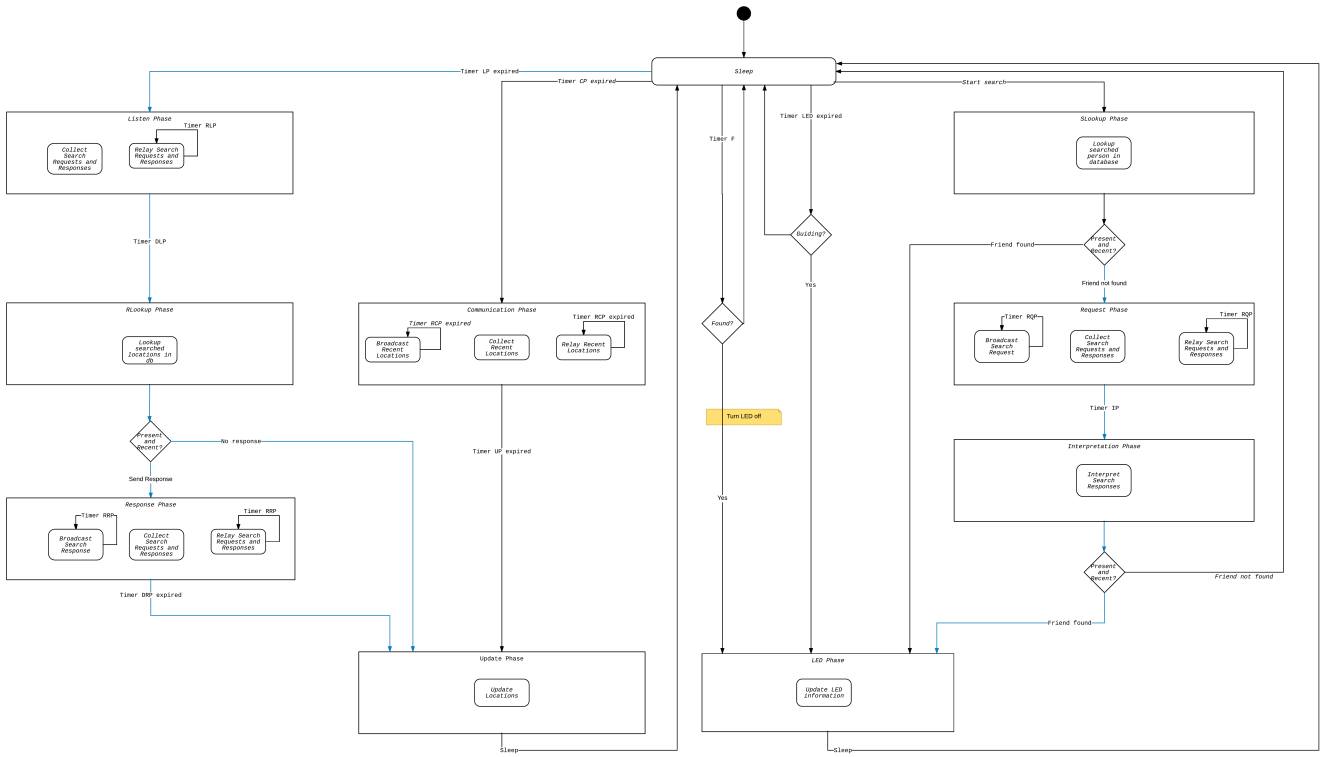 Sleep
Timer LP expired
Timer CP expired
Start search
Timer F
Timer LED expired
Listen Phase
Timer RLP
Collect
Search
Requests and
Responses
Relay Search
Requests and
Responses
Timer DLP
SLookup Phase
Lookup
searched
person in
database
Guiding?
Yes
Present
and
Recent?
Friend found
Friend not found
RLookup Phase
Lookup
searched
locations in
db
Communication Phase
Timer RCP expired
Broadcast
Recent
Locations
Collect
Recent
Locations
Timer RCP expired
Relay Recent
Locations
Found?
Request Phase
Timer RQP
Broadcast
Search
Request
Collect
Search
Requests and
Responses
Timer RQP
Relay Search
Requests and
Responses
Timer IP
Turn LED off
Present
and
Recent?
No response
Send Response
Timer UP expired
Yes
Interpretation Phase
Interpret
Search
Responses
Response Phase
Timer RRP
Broadcast
Search
Response
Collect
Search
Requests and
Responses
Timer RRP
Relay Search
Requests and
Responses
Timer DRP expired
Present
and
Recent?
Friend not found
Friend found
Update Phase
Update
Locations
LED Phase
Update LED
information
Sleep
Sleep